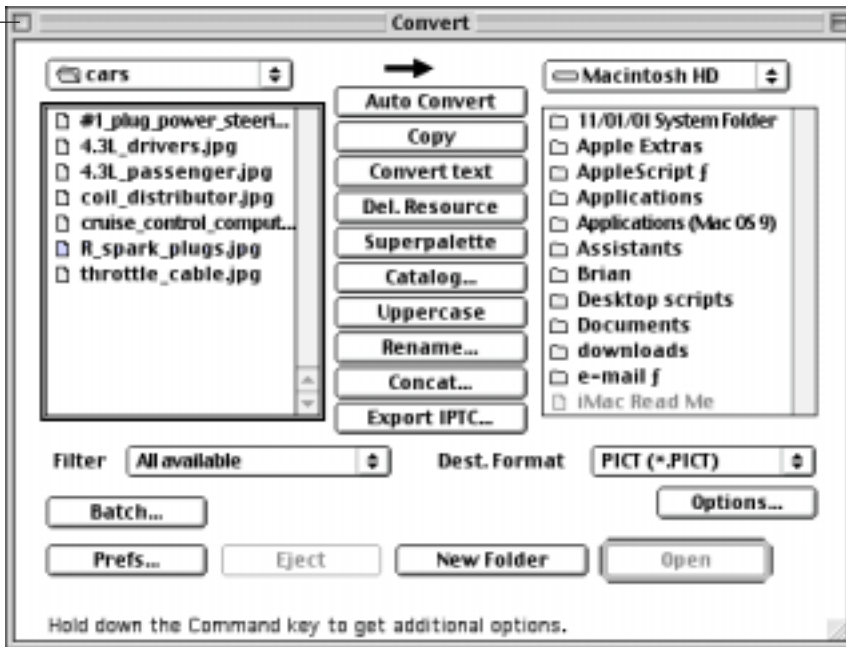 Convert
cars
#1_plug_power_steeri...
4.3L_drivers.jpg
4.3L_passenger.jpg
coil_distributor.jpg
cruise_control_comput...
R_spark_plugs.jpg
throttle_cable.jpg
Auto Convert
Copy
Convert text
Del. Resource
Superpalette
Catalog...
Uppercase
Rename...
Concat...
Export IPTC...
Macintosh HD
11/01/01 System Folder
Apple Extras
AppleScript ƒ
Applications
Applications (Mac OS 9)
Assistants
Brian
Desktop scripts
Documents
downloads
e-mail ƒ
iMac Read Me
Filter All available
Dest. Format PICT (*.PICT)
Batch...
Options...
Prefs...
Eject
New Folder
Open
Hold down the Command key to get additional options.